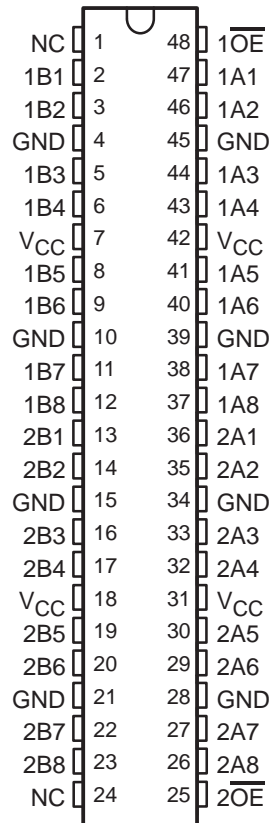 NC 1 48 1O̅E̅
1B1 2 47 1A1
1B2 3 46 1A2
GND 4 45 GND
1B3 5 44 1A3
1B4 6 43 1A4
VCC 7 42 VCC
1B5 8 41 1A5
1B6 9 40 1A6
GND 10 39 GND
1B7 11 38 1A7
1B8 12 37 1A8
2B1 13 36 2A1
2B2 14 35 2A2
GND 15 34 GND
2B3 16 33 2A3
2B4 17 32 2A4
VCC 18 31 VCC
2B5 19 30 2A5
2B6 20 29 2A6
GND 21 28 GND
2B7 22 27 2A7
2B8 23 26 2A8
NC 24 25 2O̅E̅